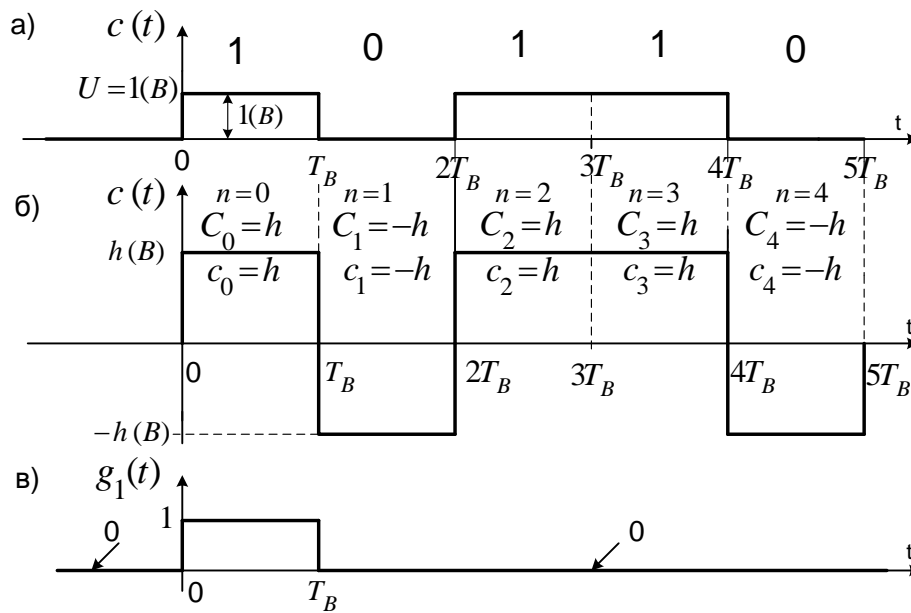 а)
c (t)
1 0 1 1 0
U = 1(B)
1(B)
t
0 T_B 2T_B 3T_B 4T_B 5T_B
б)
c(t)
n=0 n=1 n=2 n=3 n=4
C_0=h C_1=-h C_2=h C_3=h C_4=-h
h (B)
c_0=h c_1=-h c_2=h c_3=h c_4=-h
t
0 T_B 2T_B 3T_B 4T_B 5T_B
-h (B)
в)
g_1(t)
1
0 0
t
0 T_B